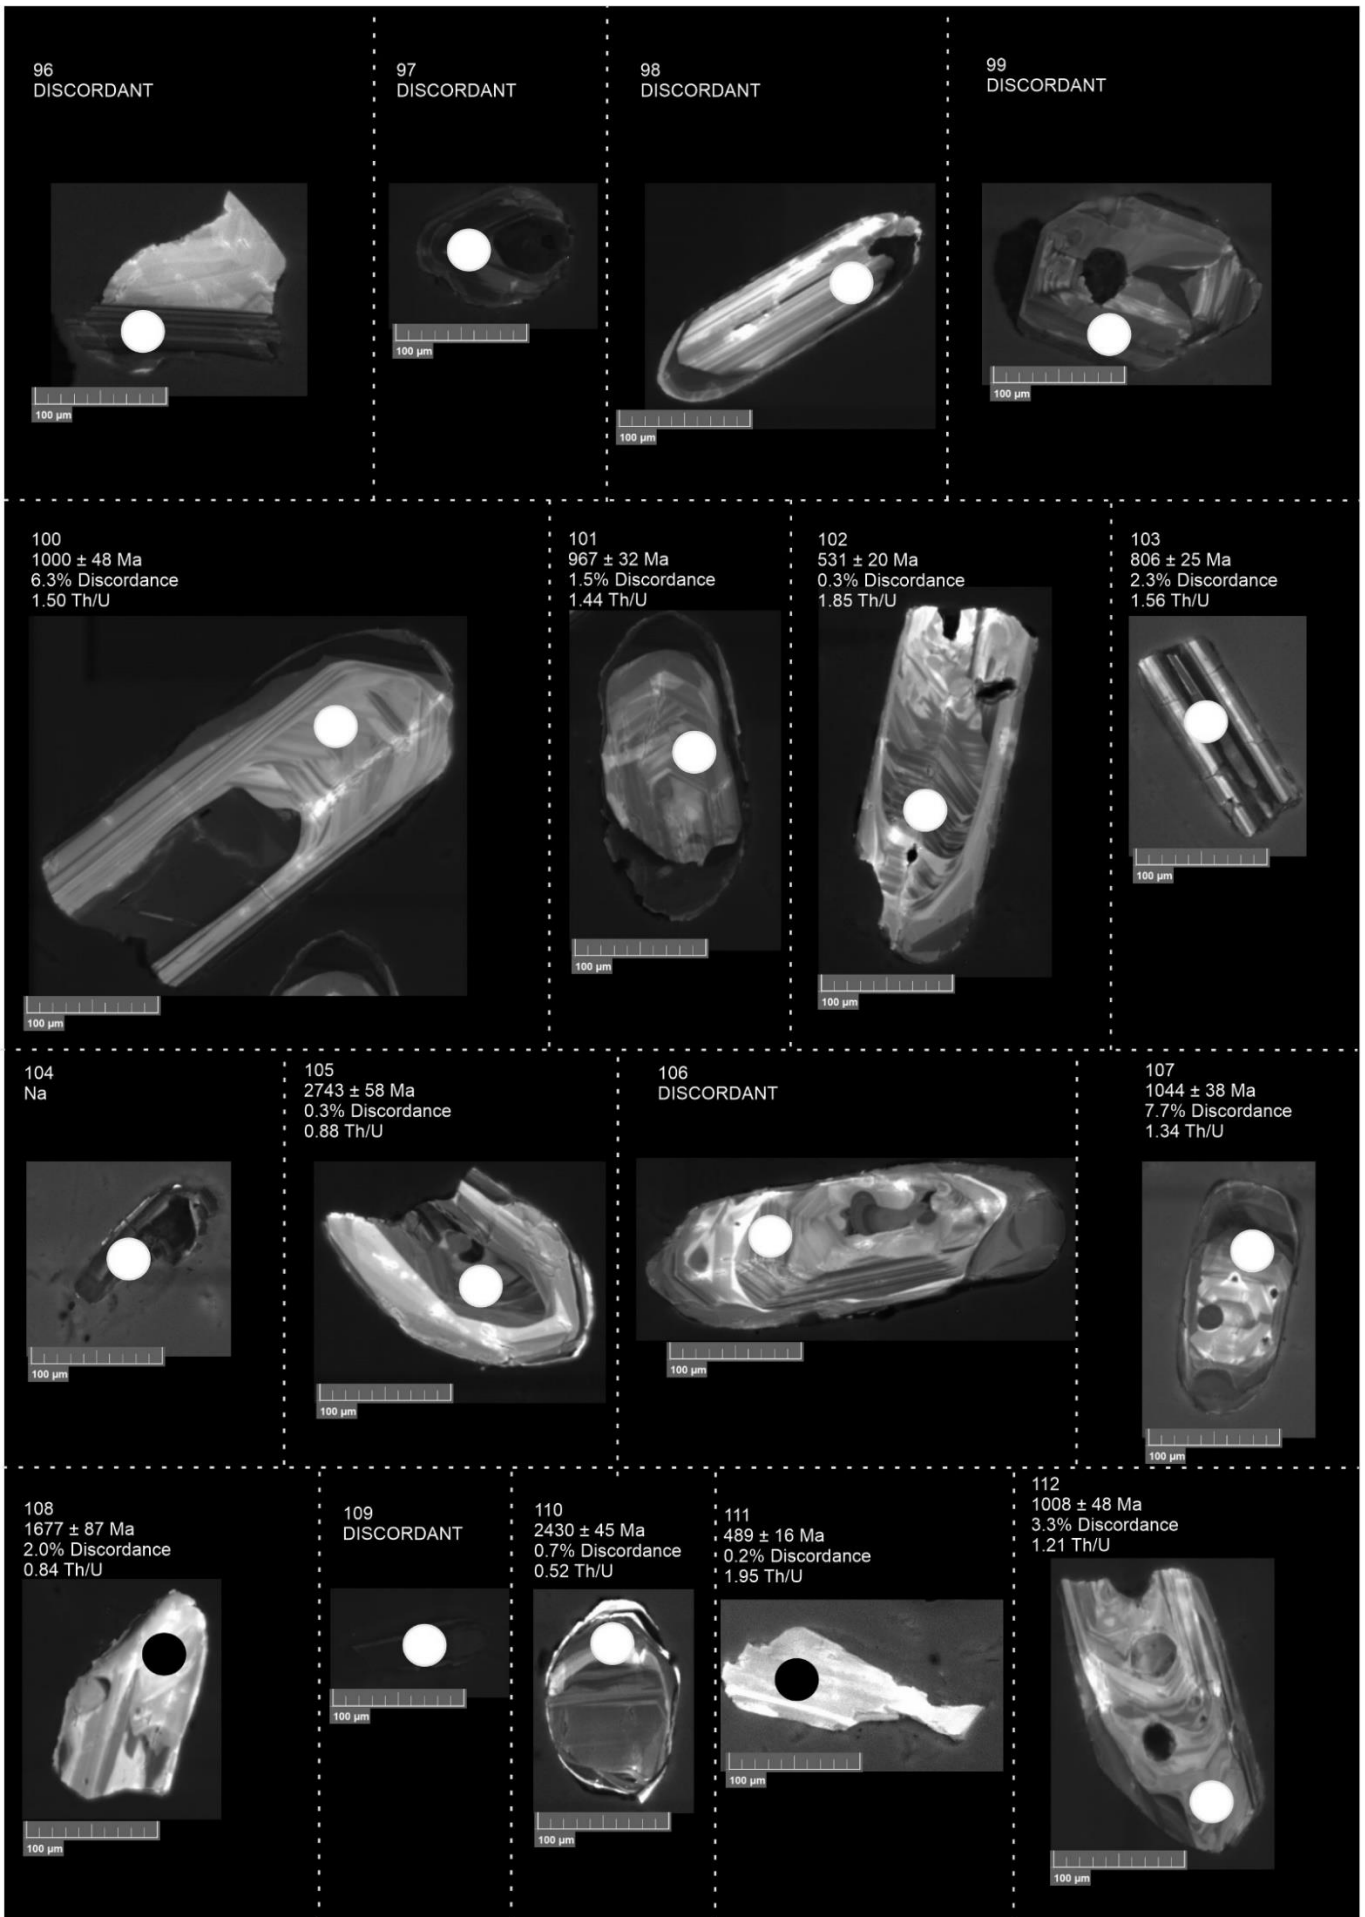 96
DISCORDANT
97
DISCORDANT
98
DISCORDANT
99
DISCORDANT
100 µm
100 µm
100 µm
100 µm
100
1000 ± 48 Ma
6.3% Discordance
1.50 Th/U
101
967 ± 32 Ma
1.5% Discordance
1.44 Th/U
102
531 ± 20 Ma
0.3% Discordance
1.85 Th/U
103
806 ± 25 Ma
2.3% Discordance
1.56 Th/U
100 µm
100 µm
100 µm
100 µm
104
Na
105
2743 ± 58 Ma
0.3% Discordance
0.88 Th/U
106
DISCORDANT
107
1044 ± 38 Ma
7.7% Discordance
1.34 Th/U
100 µm
100 µm
100 µm
100 µm
108
1677 ± 87 Ma
2.0% Discordance
0.84 Th/U
109
DISCORDANT
110
2430 ± 45 Ma
0.7% Discordance
0.52 Th/U
111
489 ± 16 Ma
0.2% Discordance
1.95 Th/U
112
1008 ± 48 Ma
3.3% Discordance
1.21 Th/U
100 µm
100 µm
100 µm
100 µm
100 µm